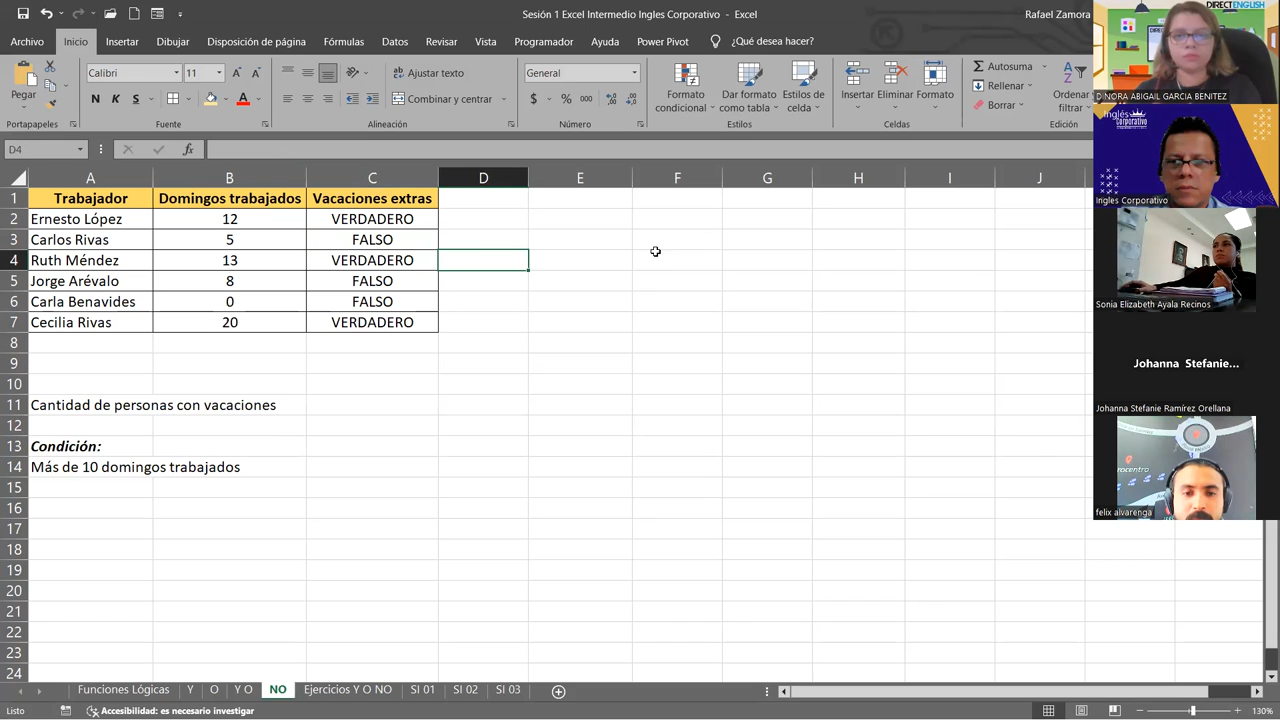 Sesión 1 Excel Intermedio Ingles Corporativo - Excel
Rafael Zamora
Archivo Inicio Insertar Dibujar Disposición de página Fórmulas Datos Revisar Vista Programador Ayuda Power Pivot ¿Qué desea hacer?
Pegar
Calibri 11
N K S
Ajustar texto
Combinar y centrar
General
$ % 000
Formato condicional
Dar formato como tabla
Estilos de celda
Insertar Eliminar Formato
Autosuma
Rellenar
Borrar
Ordenar filtrar
Portapapeles Fuente Alineación Número Estilos Celdas Edición
D4 fx
A B C D E F G H I J
1 Trabajador Domingos trabajados Vacaciones extras
2 Ernesto López 12 VERDADERO
3 Carlos Rivas 5 FALSO
4 Ruth Méndez 13 VERDADERO
5 Jorge Arévalo 8 FALSO
6 Carla Benavides 0 FALSO
7 Cecilia Rivas 20 VERDADERO
8
9
10
11 Cantidad de personas con vacaciones
12
13 Condición:
14 Más de 10 domingos trabajados
15
16
17
18
19
20
21
22
23
24
Funciones Lógicas Y O Y O NO Ejercicios Y O NO SI 01 SI 02 SI 03
Listo Accesibilidad: es necesario investigar 130%
DIRECT ENGLISH
DINORA ABIGAIL GARCIA BENITEZ
Inglés Corporativo
Ingles Corporativo
Sonia Elizabeth Ayala Recinos
Johanna Stefanie...
Johanna Stefanie Ramírez Orellana
felix alvarenga